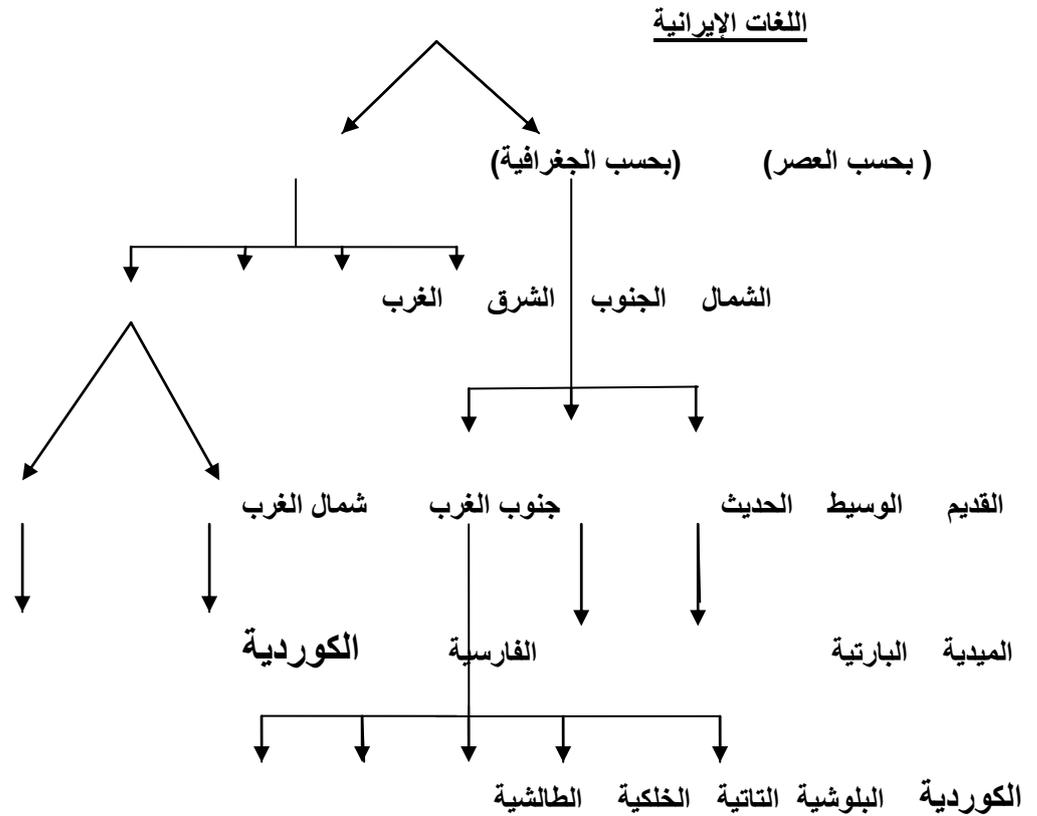 اللغات الإيرانية
( بحسب العصر) (بحسب الجغرافية)
الشمال الجنوب الشرق الغرب
القديم الوسيط الحديث جنوب الغرب شمال الغرب
الميدية البارتية الفارسية الكوردية
الكوردية البلوشية التاتية الخلكية الطالشية